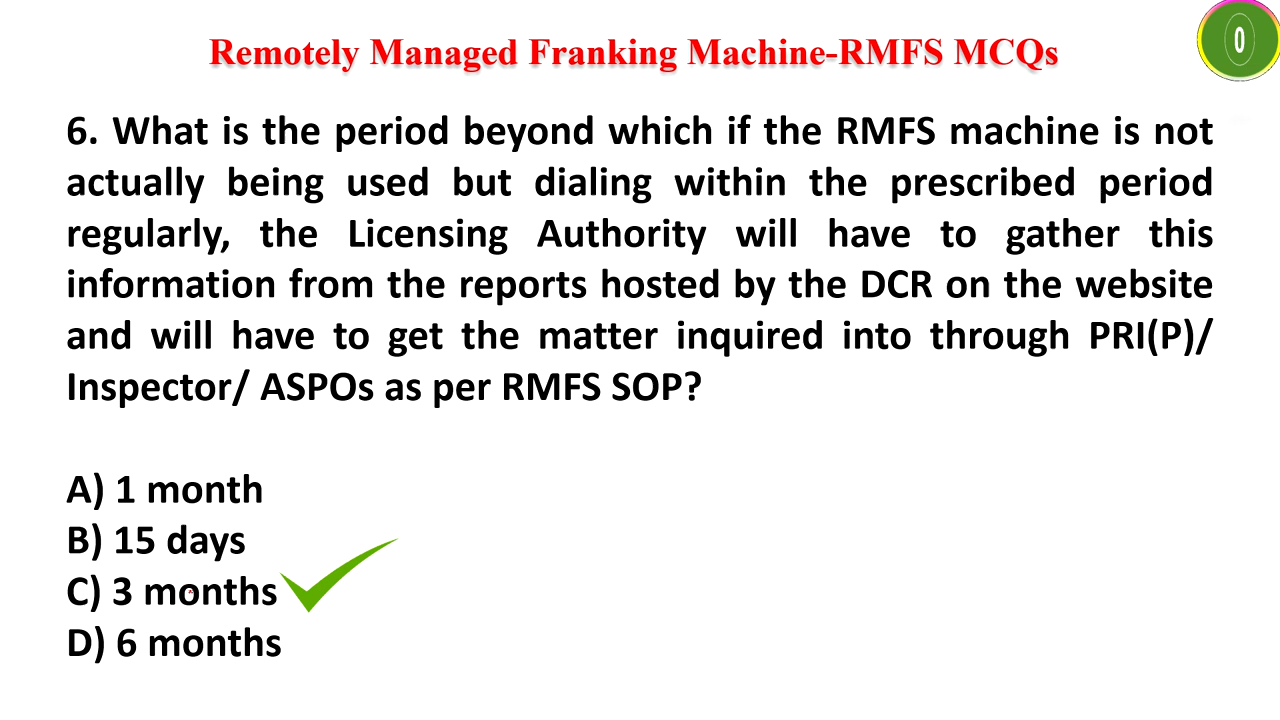 Remotely Managed Franking Machine-RMFS MCQs
0
6. What is the period beyond which if the RMFS machine is not
actually being used but dialing within the prescribed period
regularly, the Licensing Authority will have to gather this
information from the reports hosted by the DCR on the website
and will have to get the matter inquired into through PRI(P)/
Inspector/ ASPOs as per RMFS SOP?
A) 1 month
B) 15 days
C) 3 months
D) 6 months